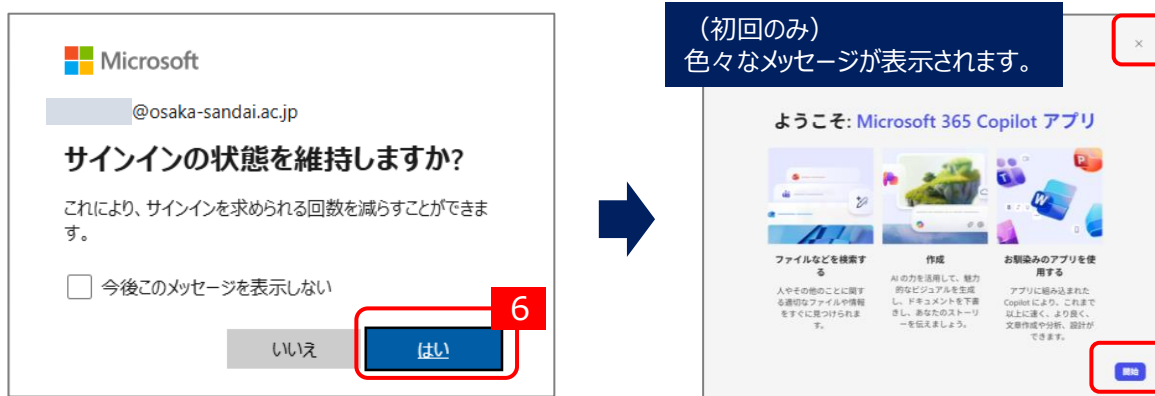 Microsoft
@osaka-sandai.ac.jp
サインインの状態を維持しますか?
これにより、サインインを求められる回数を減らすことができま
す。
今後このメッセージを表示しない
いいえ
はい
6
（初回のみ）
色々なメッセージが表示されます。
ようこそ: Microsoft 365 Copilot アプリ
ファイルなどを検索す
る
人やその他のことに関す
る適切なファイルや情報
をすぐに見つけられま
す。
作成
AI の力を活用して、魅力
的なビジュアルを生成
し、ドキュメントを下書
きし、あなたのストーリ
ーを伝えましょう。
お馴染みのアプリを使
用する
アプリに組み込まれた
Copilot により、これまで
以上に速く、より良く、
文章作成や分析、設計が
できます。
開始